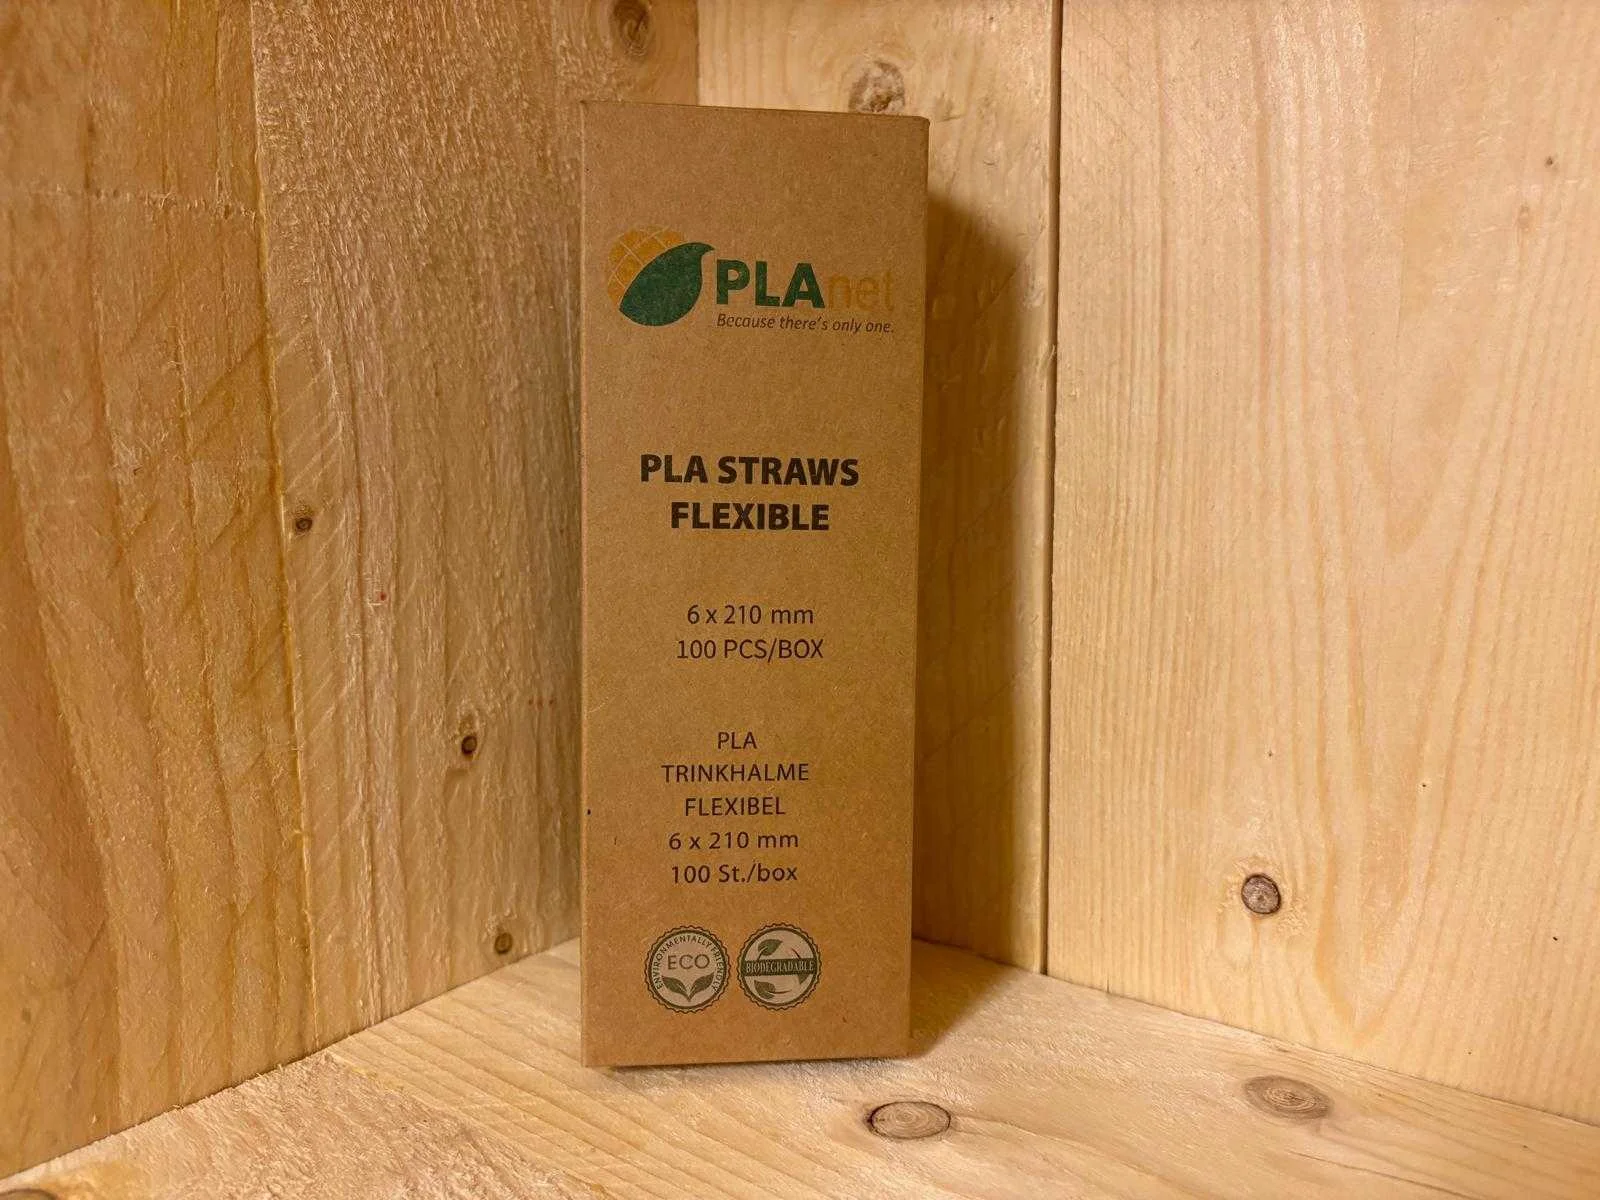 PLAnet
Because there's only one.
PLA STRAWS
FLEXIBLE
6 x 210 mm
100 PCS/BOX
PLA
TRINKHALME
FLEXIBEL
6 x 210 mm
100 St./box
ENVIRONMENTALLY FRIENDLY
ECO
BIODEGRADABLE